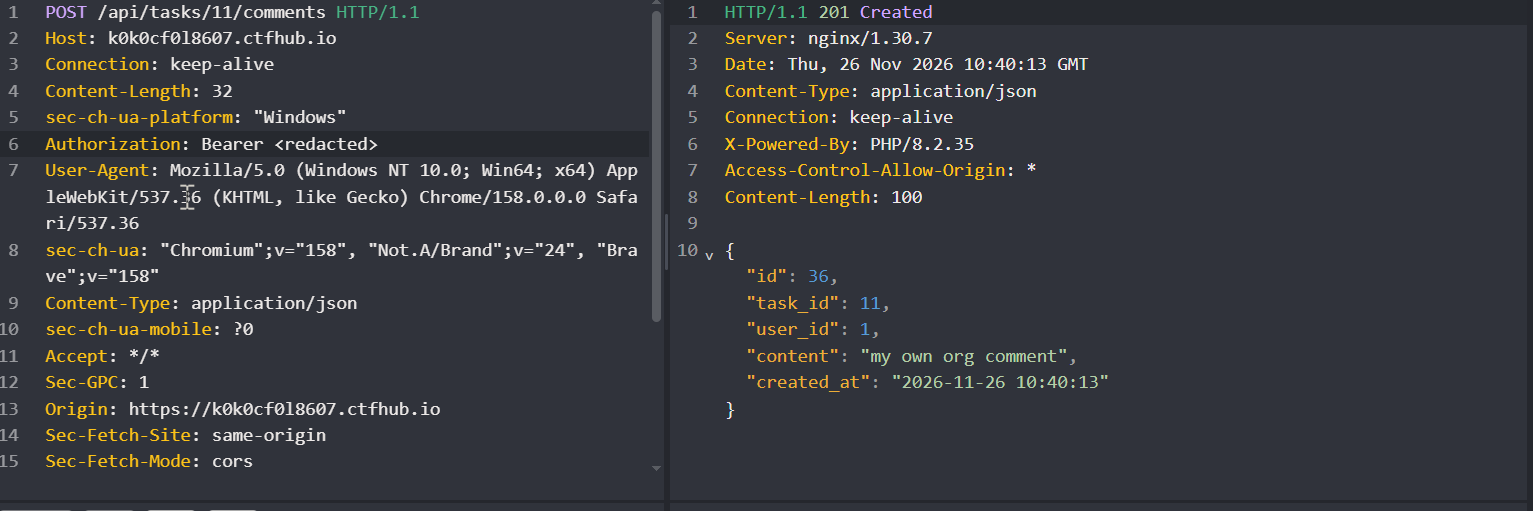 1 POST /api/tasks/11/comments HTTP/1.1
2 Host: k0k0cf0l8607.ctfhub.io
3 Connection: keep-alive
4 Content-Length: 32
5 sec-ch-ua-platform: "Windows"
6 Authorization: Bearer <redacted>
7 User-Agent: Mozilla/5.0 (Windows NT 10.0; Win64; x64) App
leWebKit/537.36 (KHTML, like Gecko) Chrome/158.0.0.0 Safa
ri/537.36
8 sec-ch-ua: "Chromium";v="158", "Not.A/Brand";v="24", "Bra
ve";v="158"
9 Content-Type: application/json
10 sec-ch-ua-mobile: ?0
11 Accept: */*
12 Sec-GPC: 1
13 Origin: https://k0k0cf0l8607.ctfhub.io
14 Sec-Fetch-Site: same-origin
15 Sec-Fetch-Mode: cors
1 HTTP/1.1 201 Created
2 Server: nginx/1.30.7
3 Date: Thu, 26 Nov 2026 10:40:13 GMT
4 Content-Type: application/json
5 Connection: keep-alive
6 X-Powered-By: PHP/8.2.35
7 Access-Control-Allow-Origin: *
8 Content-Length: 100
9
10 {
"id": 36,
"task_id": 11,
"user_id": 1,
"content": "my own org comment",
"created_at": "2026-11-26 10:40:13"
}